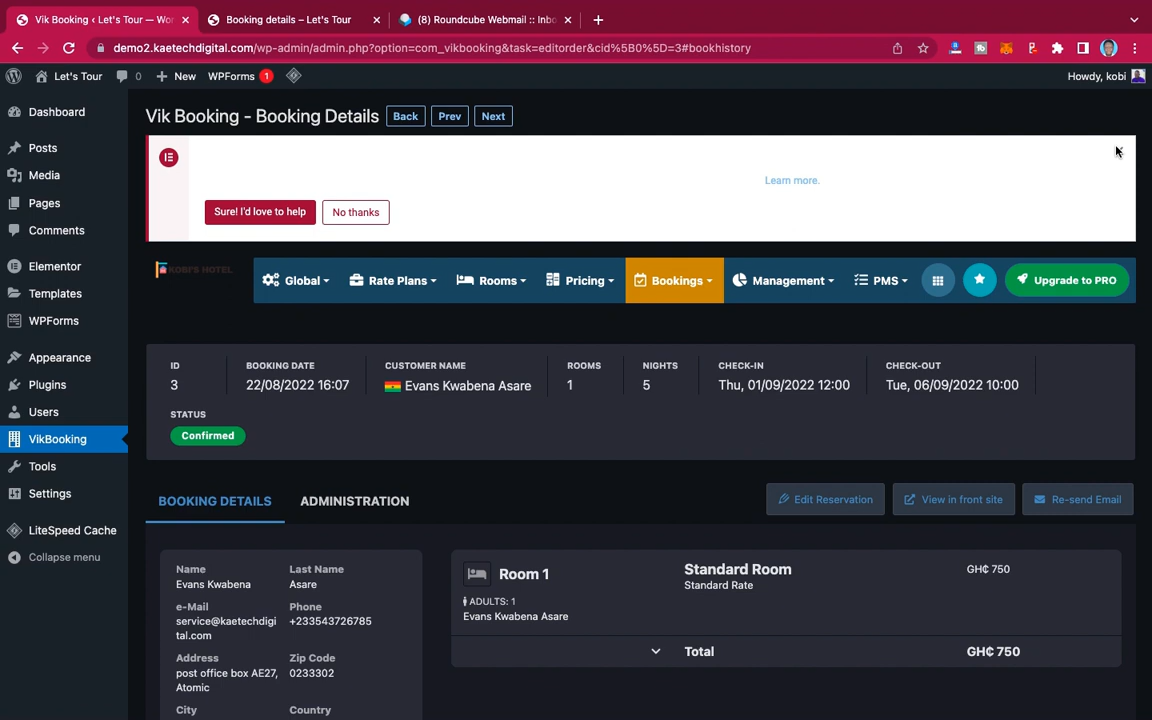 Vik Booking ‹ Let's Tour — Wor
Booking details – Let's Tour
(8) Roundcube Webmail :: Inbo
demo2.kaetechdigital.com/wp-admin/admin.php?option=com_vikbooking&task=editorder&cid%5B0%5D=3#bookhistory
Let's Tour
0
New
WPForms
1
Howdy, kobi
Dashboard
Posts
Media
Pages
Comments
Elementor
Templates
WPForms
Appearance
Plugins
Users
VikBooking
Tools
Settings
LiteSpeed Cache
Collapse menu
Vik Booking - Booking Details
Back
Prev
Next
Learn more.
Sure! I'd love to help
No thanks
KOBI'S HOTEL
Global
Rate Plans
Rooms
Pricing
Bookings
Management
PMS
Upgrade to PRO
ID
BOOKING DATE
CUSTOMER NAME
ROOMS
NIGHTS
CHECK-IN
CHECK-OUT
3
22/08/2022 16:07
Evans Kwabena Asare
1
5
Thu, 01/09/2022 12:00
Tue, 06/09/2022 10:00
STATUS
Confirmed
BOOKING DETAILS
ADMINISTRATION
Edit Reservation
View in front site
Re-send Email
Name
Last Name
Evans Kwabena
Asare
e-Mail
Phone
service@kaetechdigi
tal.com
+233543726785
Address
Zip Code
post office box AE27,
Atomic
0233302
City
Country
Room 1
Standard Room
GH₵ 750
Standard Rate
ADULTS: 1
Evans Kwabena Asare
Total
GH₵ 750